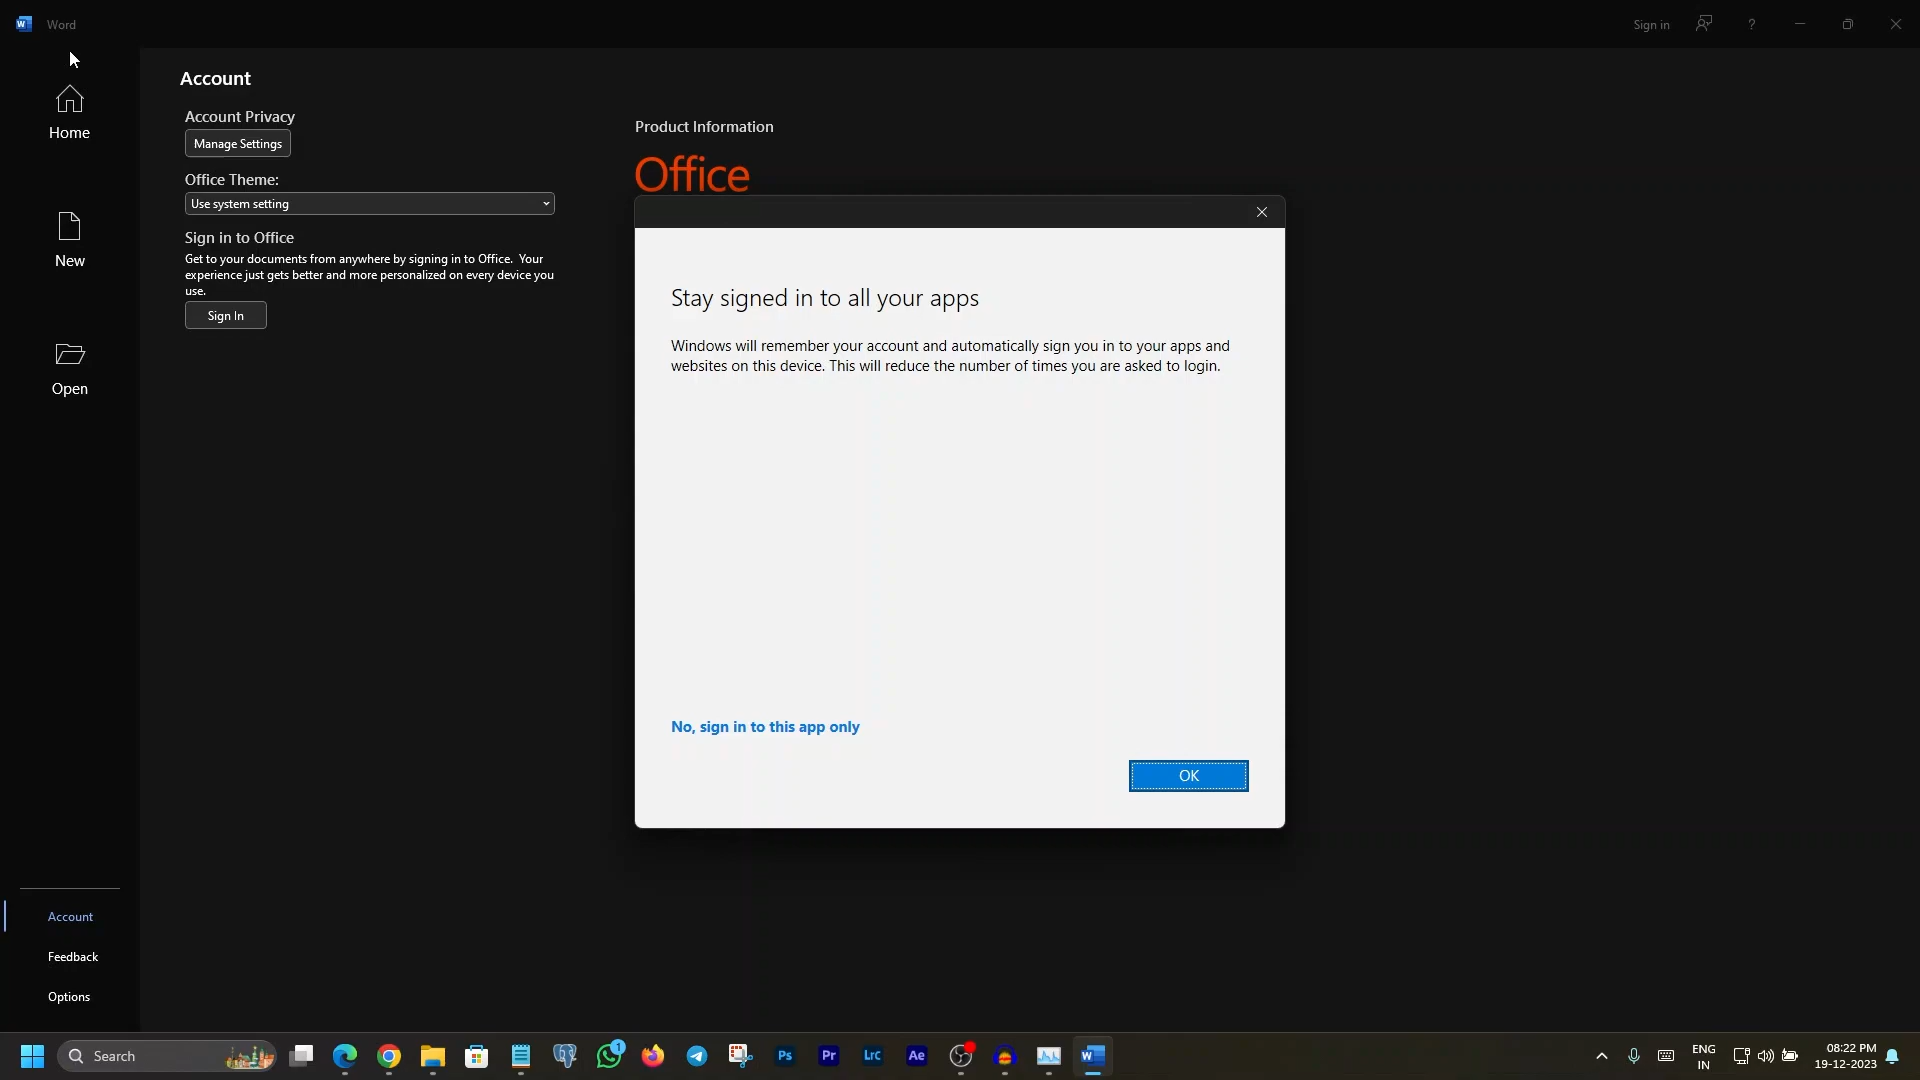 Word
Sign in
?
Home
New
Open
Account
Feedback
Options
Account
Account Privacy
Manage Settings
Office Theme:
Use system setting
Sign in to Office
Get to your documents from anywhere by signing in to Office. Your
experience just gets better and more personalized on every device you
use.
Sign In
Product Information
Office
Stay signed in to all your apps
Windows will remember your account and automatically sign you in to your apps and
websites on this device. This will reduce the number of times you are asked to login.
No, sign in to this app only
OK
Search
1
Ps
Pr
Lrc
Ae
W
ENG
IN
08:22 PM
19-12-2023